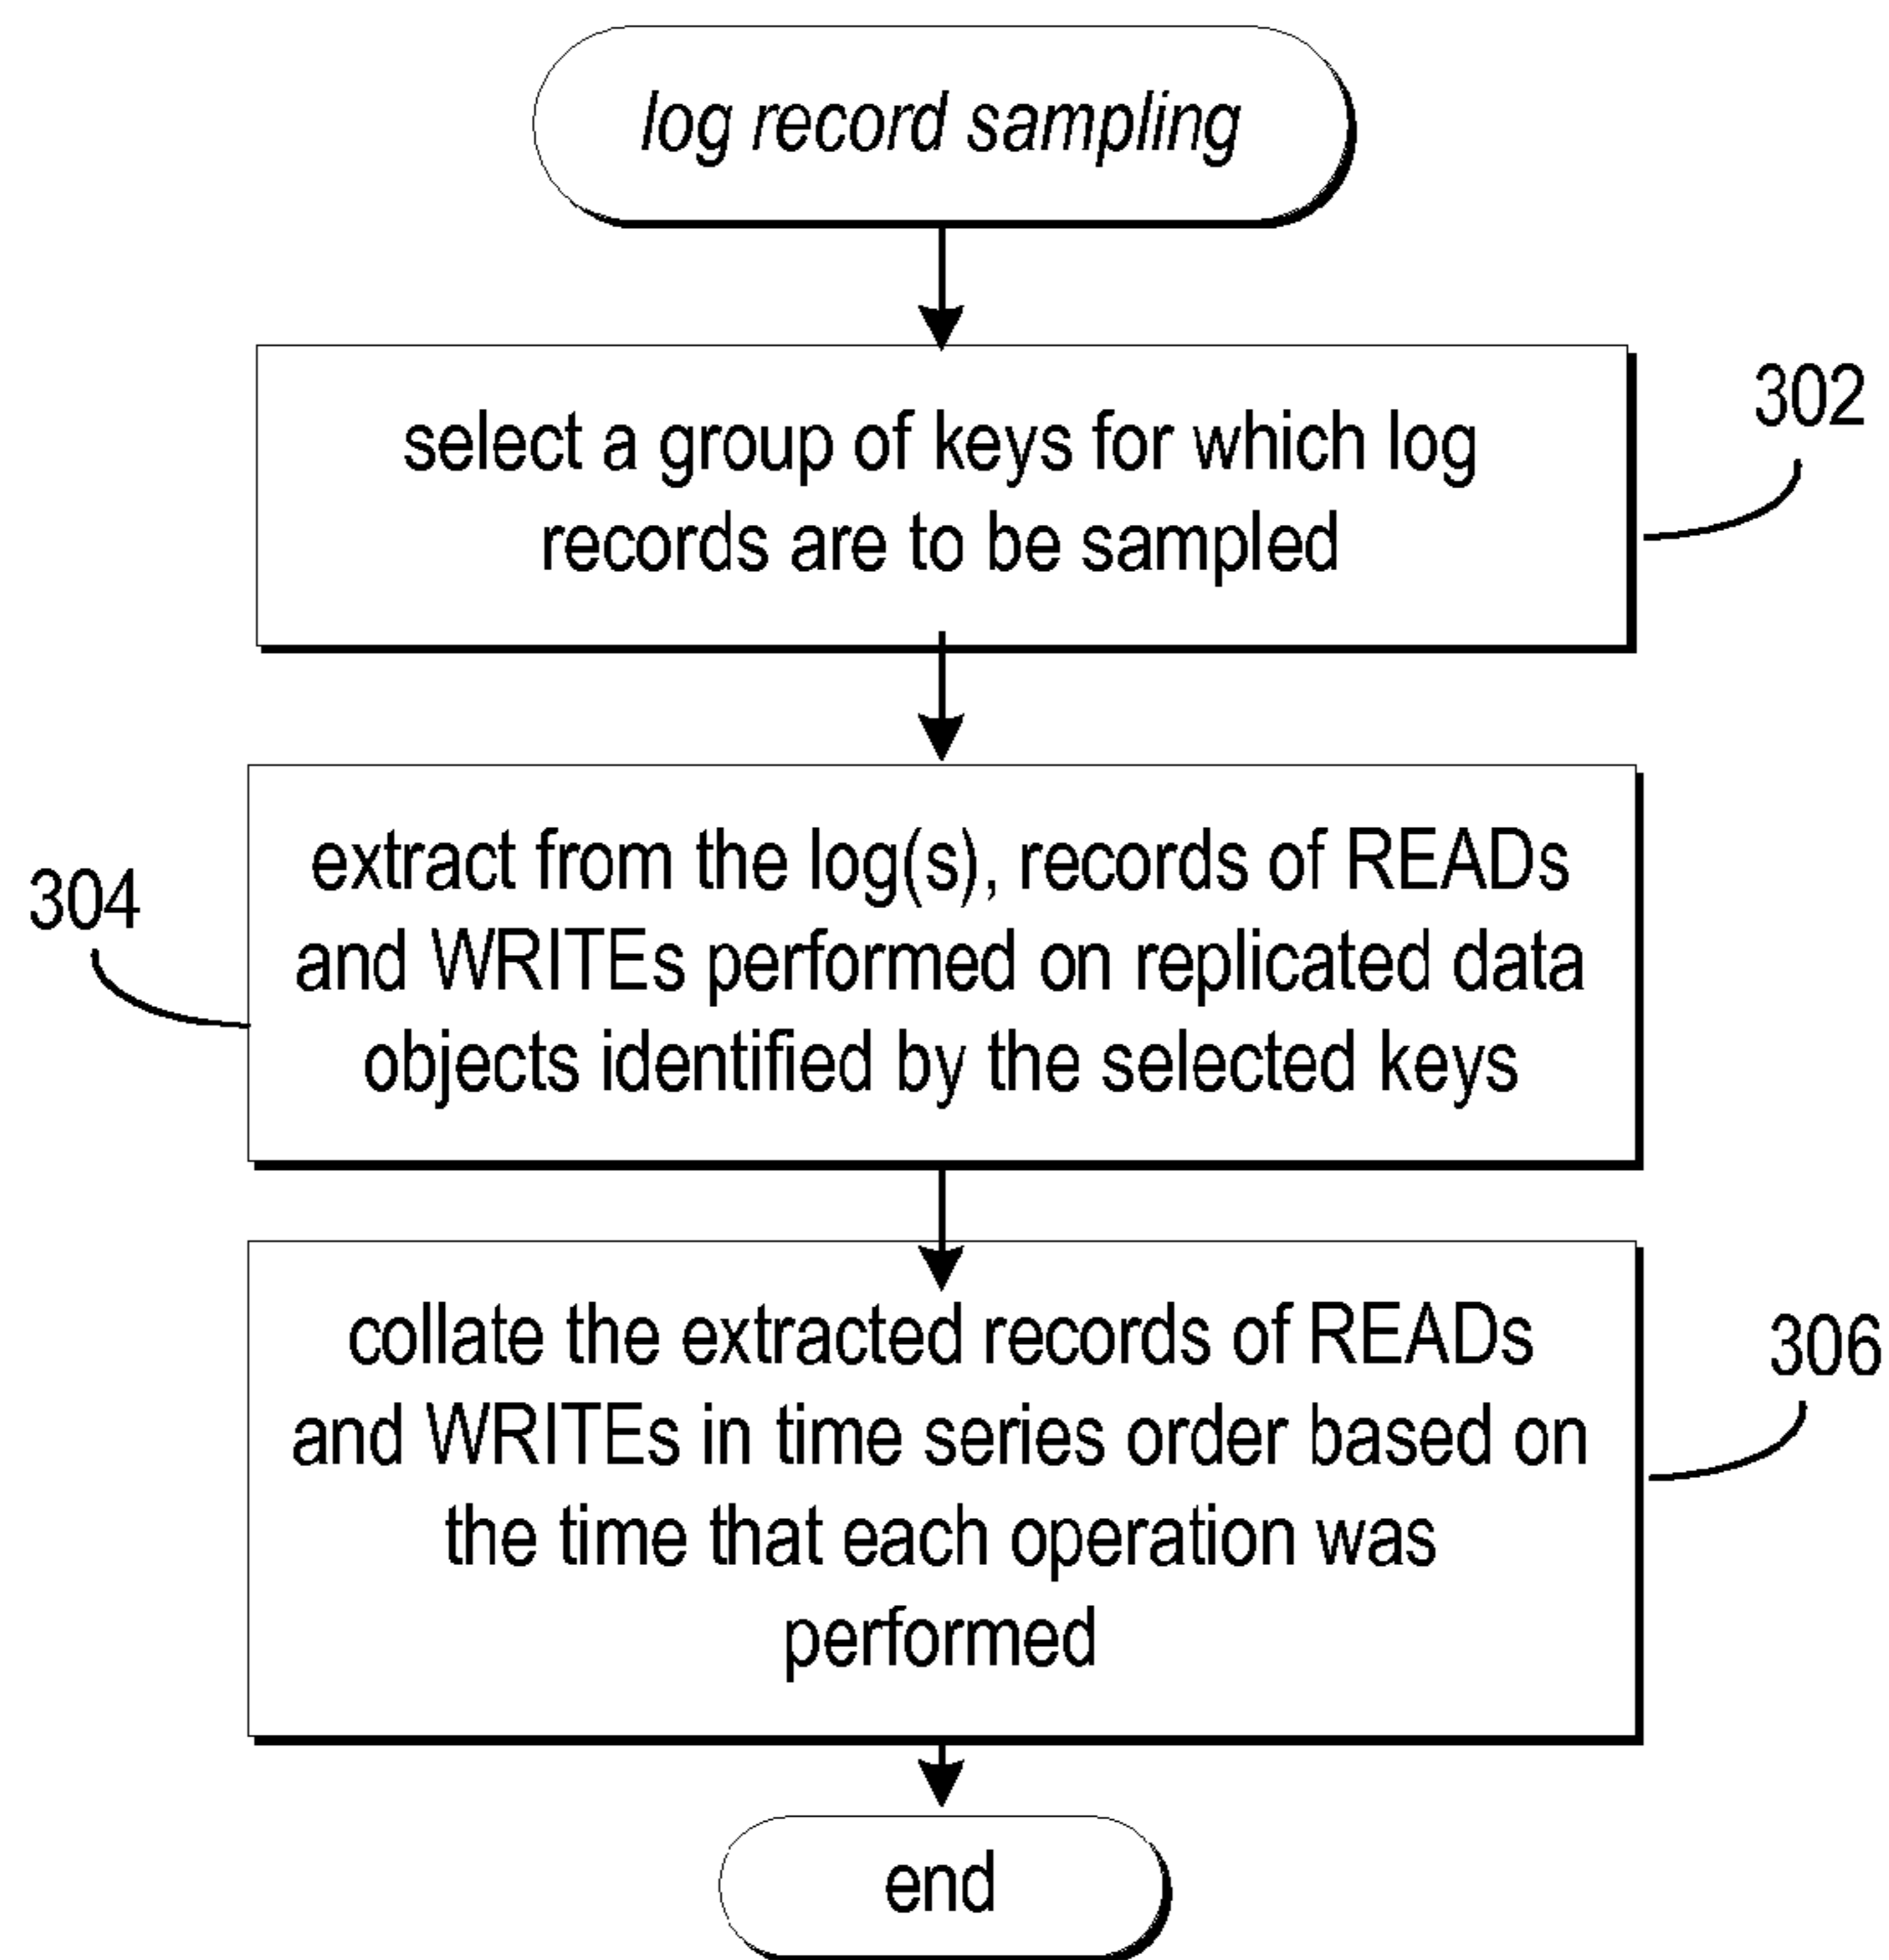 log record sampling
select a group of keys for which log
records are to be sampled
302
extract from the log(s), records of READs
and WRITEs performed on replicated data
objects identified by the selected keys
304
collate the extracted records of READs
and WRITEs in time series order based on
the time that each operation was
performed
306
end